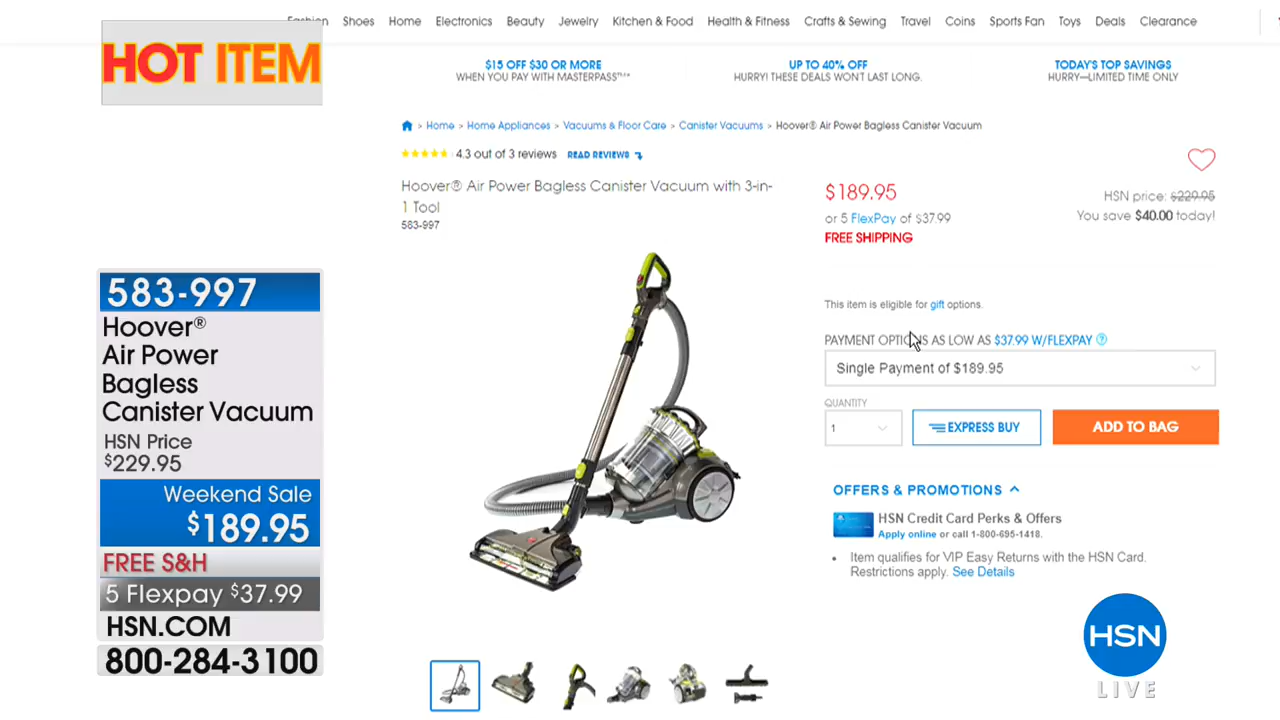 Fashion Shoes Home Electronics Beauty Jewelry Kitchen & Food Health & Fitness Crafts & Sewing Travel Coins Sports Fan Toys Deals Clearance
HOT ITEM
$15 OFF $30 OR MORE
WHEN YOU PAY WITH MASTERPASS™*
UP TO 40% OFF
HURRY! THESE DEALS WON'T LAST LONG.
TODAY'S TOP SAVINGS
HURRY—LIMITED TIME ONLY
> Home > Home Appliances > Vacuums & Floor Care > Canister Vacuums > Hoover® Air Power Bagless Canister Vacuum
4.3 out of 3 reviews READ REVIEWS
Hoover® Air Power Bagless Canister Vacuum with 3-in-
1 Tool
583-997
$189.95
or 5 FlexPay of $37.99
FREE SHIPPING
HSN price: $229.95
You save $40.00 today!
This item is eligible for gift options.
PAYMENT OPTIONS AS LOW AS $37.99 W/FLEXPAY ?
Single Payment of $189.95
QUANTITY
1
EXPRESS BUY
ADD TO BAG
OFFERS & PROMOTIONS
HSN Credit Card Perks & Offers
Apply online or call 1-800-695-1418.
• Item qualifies for VIP Easy Returns with the HSN Card.
Restrictions apply. See Details
583-997
Hoover®
Air Power
Bagless
Canister Vacuum
HSN Price
$229.95
Weekend Sale
$189.95
FREE S&H
5 Flexpay $37.99
HSN.COM
800-284-3100
HSN
LIVE